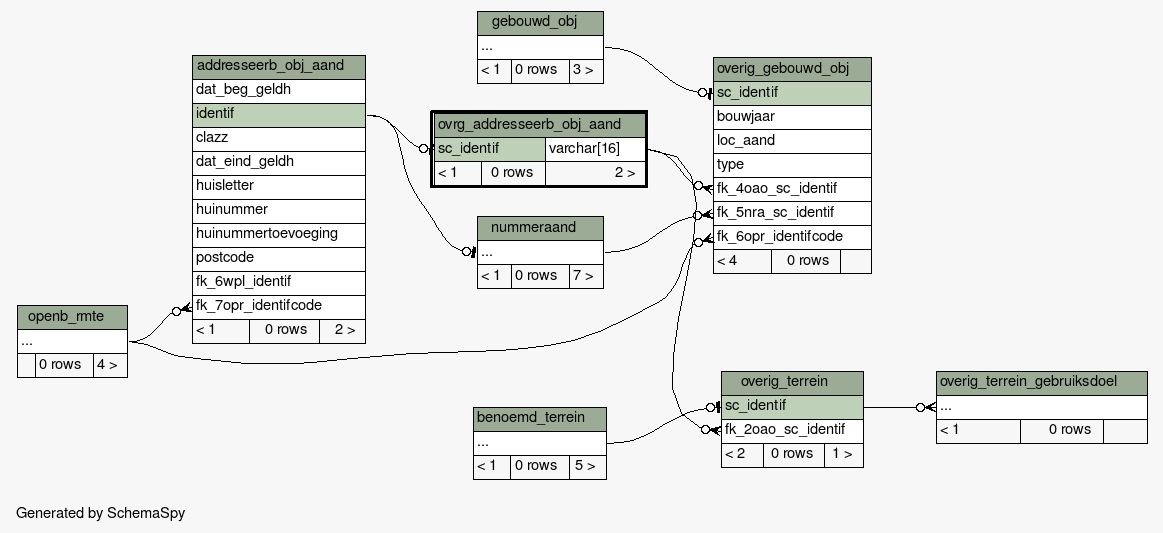 gebouwd_obj
...
< 1 0 rows 3 >
addresseerb_obj_aand
dat_beg_geldh
identif
clazz
dat_eind_geldh
huisletter
huinummer
huinummertoevoeging
postcode
fk_6wpl_identif
fk_7opr_identifcode
< 1 0 rows 2 >
ovrg_addresseerb_obj_aand
sc_identif varchar[16]
< 1 0 rows 2 >
nummeraand
...
< 1 0 rows 7 >
overig_gebouwd_obj
sc_identif
bouwjaar
loc_aand
type
fk_4oao_sc_identif
fk_5nra_sc_identif
fk_6opr_identifcode
< 4 0 rows
openb_rmte
...
0 rows 4 >
benoemd_terrein
...
< 1 0 rows 5 >
overig_terrein
sc_identif
fk_2oao_sc_identif
< 2 0 rows 1 >
overig_terrein_gebruiksdoel
...
< 1 0 rows
Generated by SchemaSpy